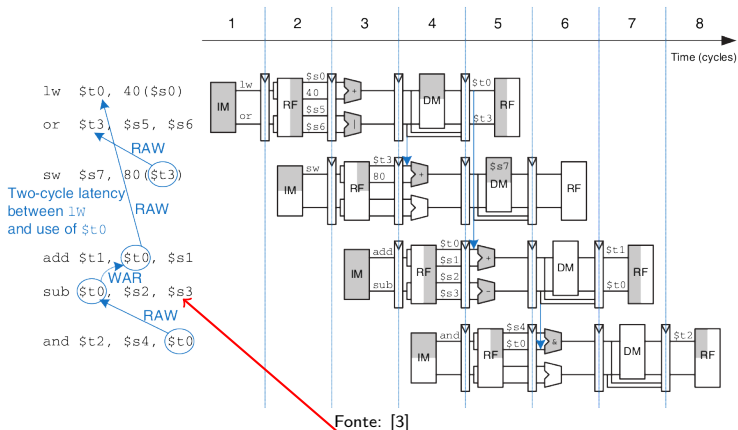 1 2 3 4 5 6 7 8
Time (cycles)
lw $t0, 40($s0)
or $t3, $s5, $s6
RAW
sw $s7, 80($t3)
Two-cycle latency
between lW
and use of $t0
RAW
add $t1, $t0, $s1
WAR
sub $t0, $s2, $s3
RAW
and $t2, $s4, $t0
IM lw or RF $s0 40 $s5 $s6 + | DM $t0 $t3 RF
IM sw RF $t3 80 + $s7 DM RF
IM add sub RF $t0 $s1 $s2 $s3 + - DM $t1 $t0 RF
IM and RF $s4 $t0 & DM $t2 RF
Fonte: [3]